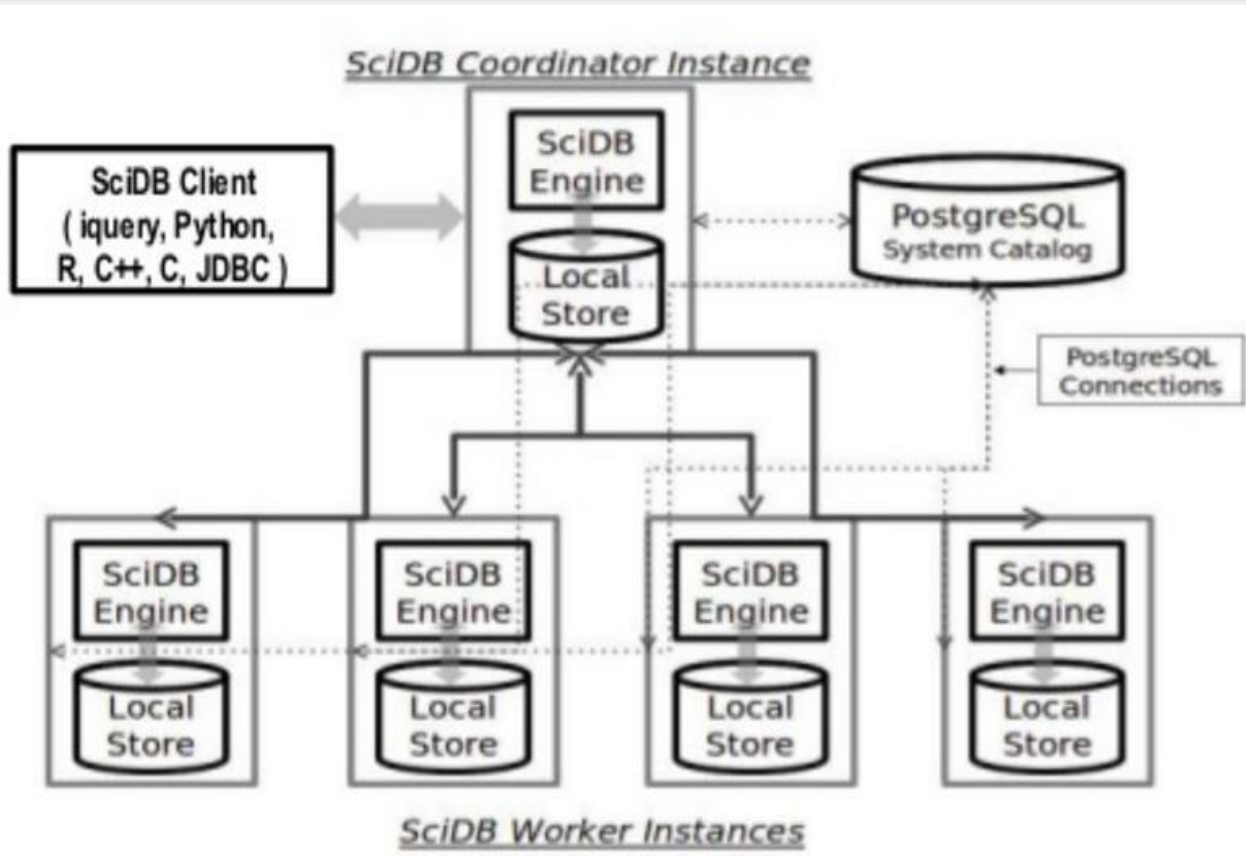 SciDB Coordinator Instance
SciDB
Engine
Local
Store
SciDB Client
( iquery, Python,
R, C++, C, JDBC )
PostgreSQL
System Catalog
PostgreSQL
Connections
SciDB
Engine
Local
Store
SciDB
Engine
Local
Store
SciDB
Engine
Local
Store
SciDB
Engine
Local
Store
SciDB Worker Instances